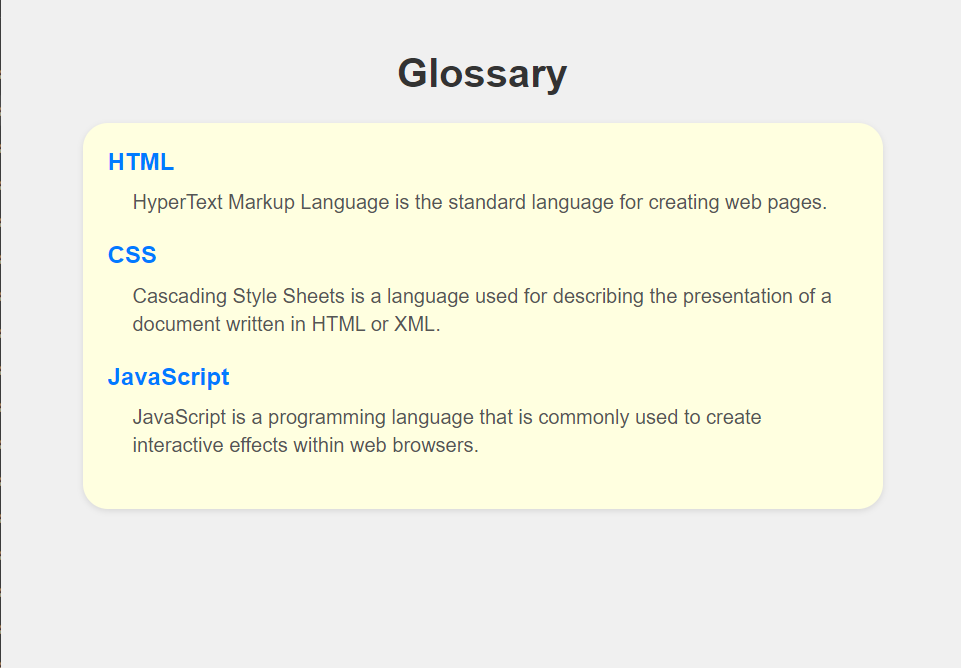 Glossary
HTML
HyperText Markup Language is the standard language for creating web pages.
CSS
Cascading Style Sheets is a language used for describing the presentation of a
document written in HTML or XML.
JavaScript
JavaScript is a programming language that is commonly used to create
interactive effects within web browsers.